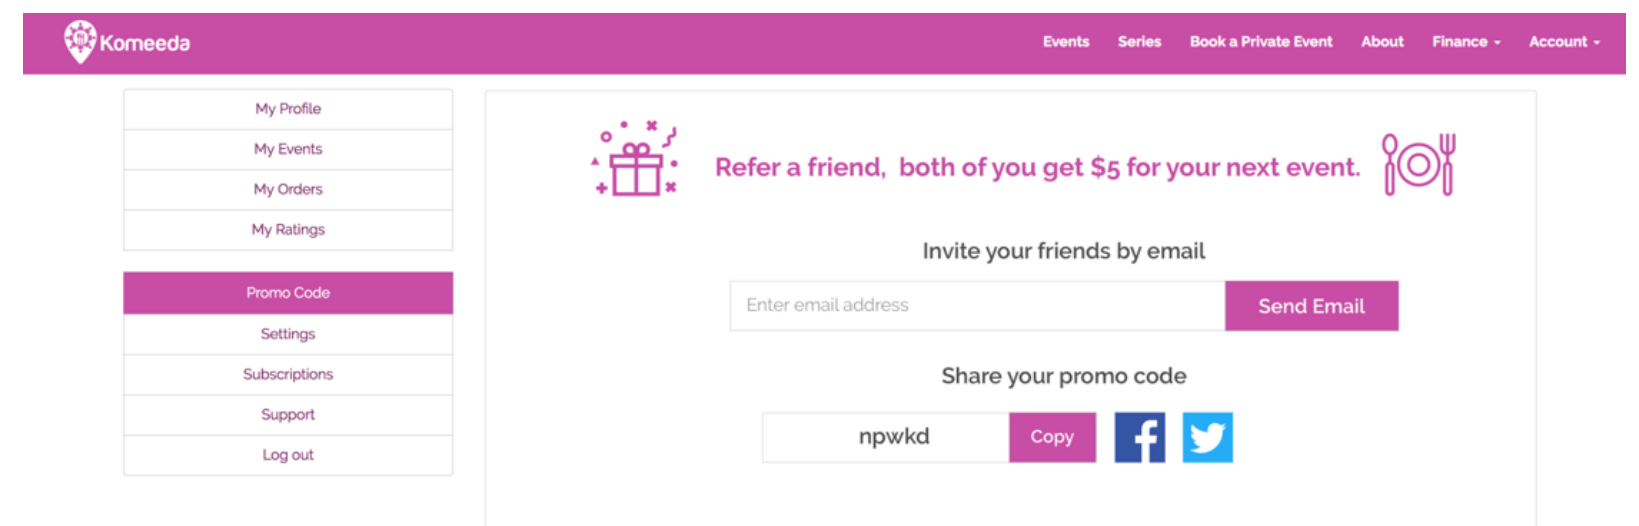 Komeeda
Events Series Book a Private Event About Finance Account
My Profile
My Events
My Orders
My Ratings
Promo Code
Settings
Subscriptions
Support
Log out
Refer a friend, both of you get $5 for your next event.
Invite your friends by email
Enter email address Send Email
Share your promo code
npwkd Copy